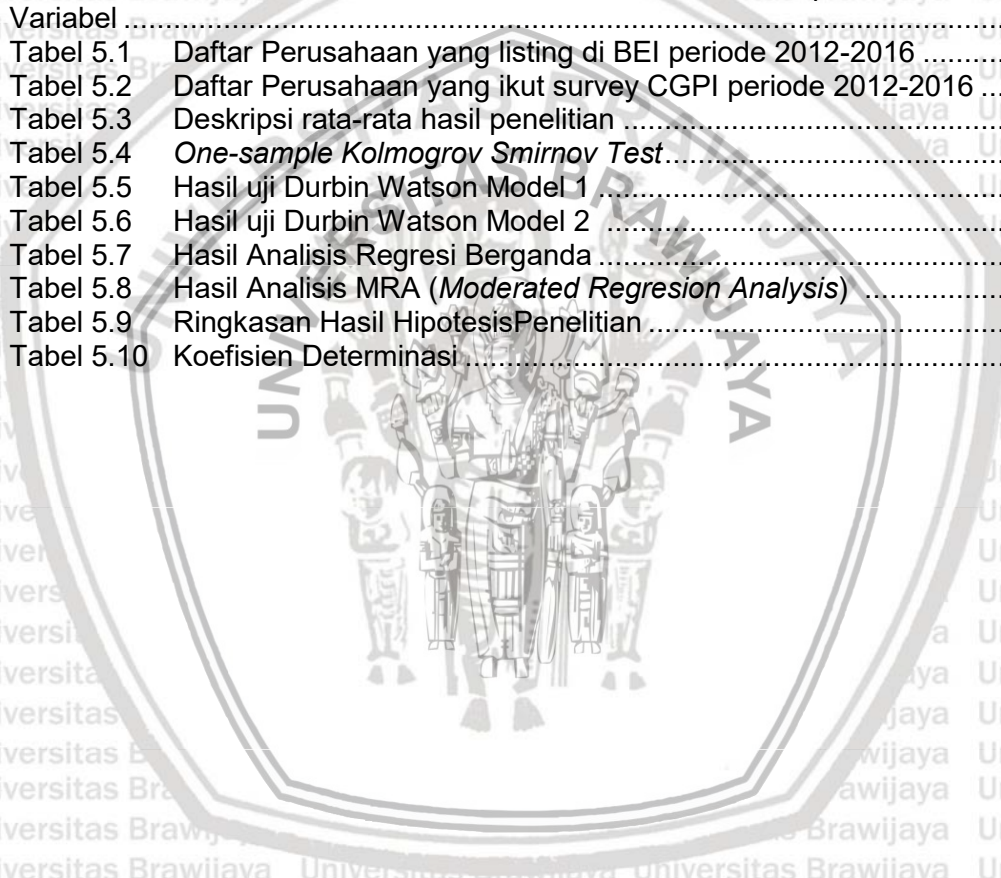 Variabel ....................................................................
Tabel 5.1 Daftar Perusahaan yang listing di BEI periode 2012-2016 ..........
Tabel 5.2 Daftar Perusahaan yang ikut survey CGPI periode 2012-2016 ...
Tabel 5.3 Deskripsi rata-rata hasil penelitian ..........................................
Tabel 5.4 One-sample Kolmogrov Smirnov Test.....................................
Tabel 5.5 Hasil uji Durbin Watson Model 1 .............................................
Tabel 5.6 Hasil uji Durbin Watson Model 2 ............................................
Tabel 5.7 Hasil Analisis Regresi Berganda .............................................
Tabel 5.8 Hasil Analisis MRA (Moderated Regresion Analysis) ................
Tabel 5.9 Ringkasan Hasil HipotesisPenelitian .......................................
Tabel 5.10 Koefisien Determinasi ............................................................
UNIVERSITAS BRAWIJAYA